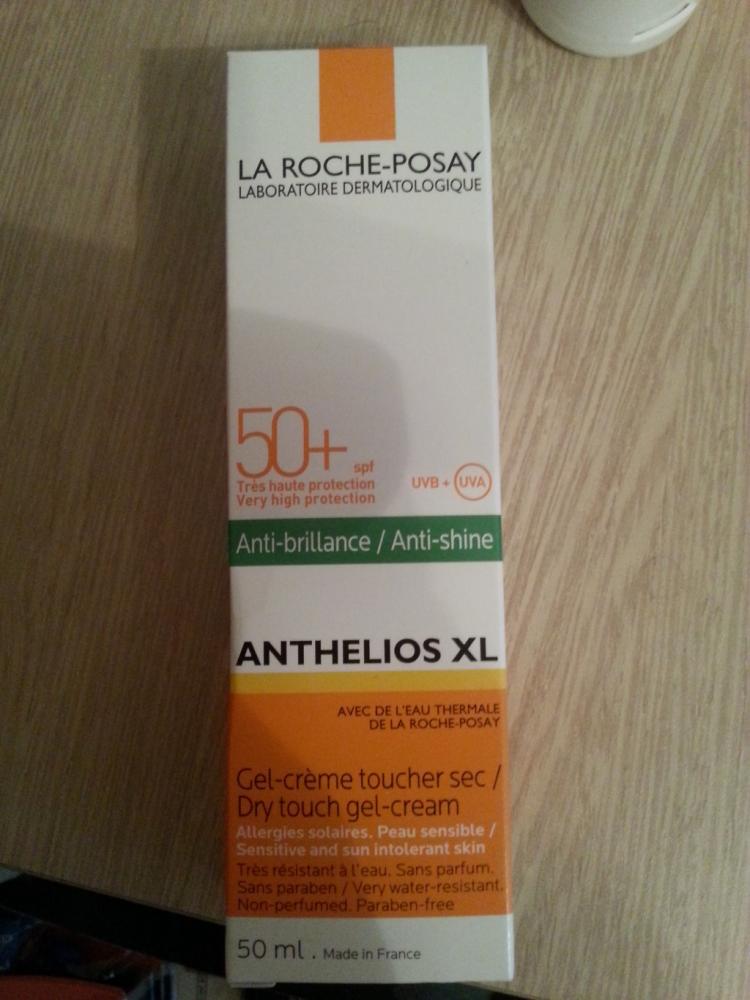 LA ROCHE-POSAY
LABORATOIRE DERMATOLOGIQUE
50+ spf
Très haute protection
Very high protection
UVB + UVA
Anti-brillance / Anti-shine
ANTHELIOS XL
AVEC DE L'EAU THERMALE
DE LA ROCHE-POSAY
Gel-crème toucher sec /
Dry touch gel-cream
Allergies solaires. Peau sensible /
Sensitive and sun intolerant skin
Très résistant à l'eau. Sans parfum.
Sans paraben / Very water-resistant.
Non-perfumed. Paraben-free
50 ml . Made in France